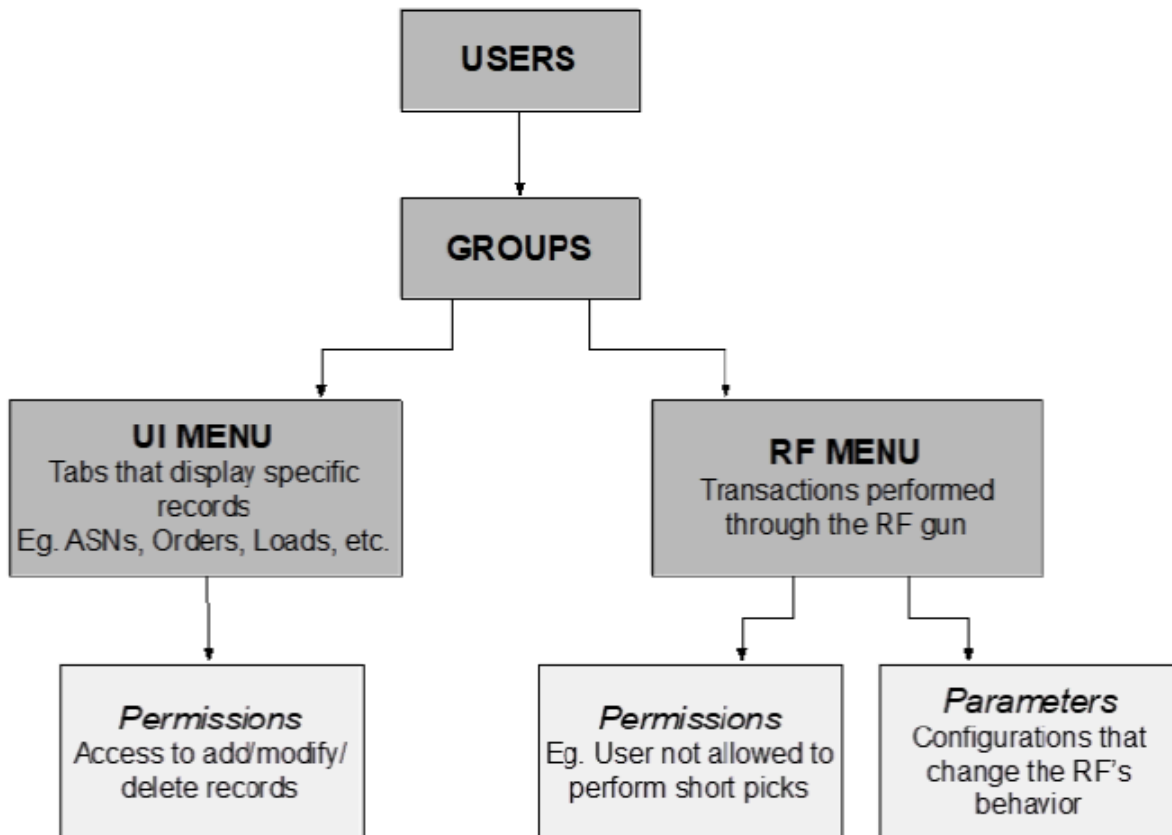 USERS
GROUPS
UI MENU
Tabs that display specific
records
Eg. ASNs, Orders, Loads, etc.
RF MENU
Transactions performed
through the RF gun
Permissions
Access to add/modify/
delete records
Permissions
Eg. User not allowed to
perform short picks
Parameters
Configurations that
change the RF's
behavior